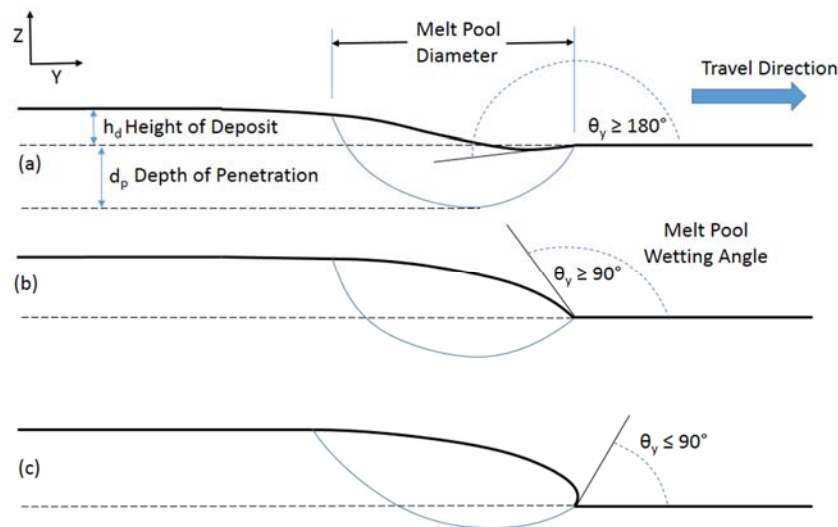 Z
Y
Melt Pool
Diameter
Travel Direction
h_d Height of Deposit
θ_y ≥ 180°
(a)
d_p Depth of Penetration
Melt Pool
Wetting Angle
(b)
θ_y ≥ 90°
(c)
θ_y ≤ 90°